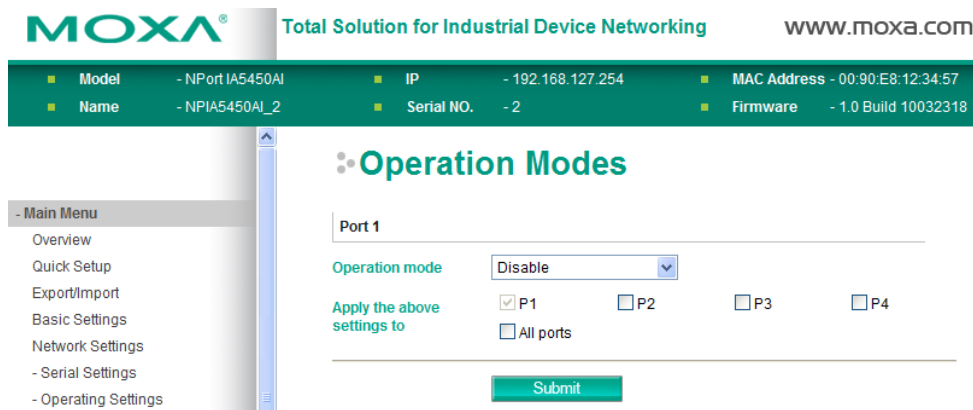 MOXA® Total Solution for Industrial Device Networking www.moxa.com
Model - NPort IA5450AI IP - 192.168.127.254 MAC Address - 00:90:E8:12:34:57
Name - NPIA5450AI_2 Serial NO. - 2 Firmware - 1.0 Build 10032318
- Main Menu
Overview
Quick Setup
Export/Import
Basic Settings
Network Settings
- Serial Settings
- Operating Settings
Operation Modes
Port 1
Operation mode Disable
Apply the above settings to P1 P2 P3 P4
All ports
Submit